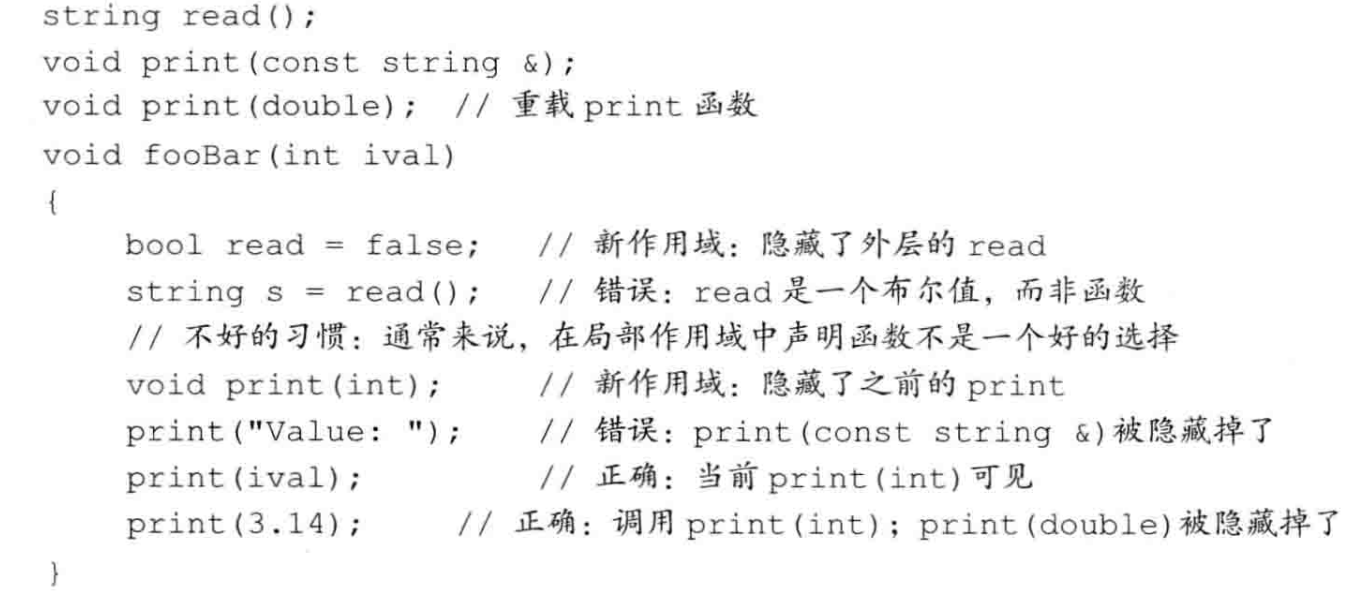 string read();
void print(const string &);
void print(double); // 重载 print 函数
void fooBar(int ival)
{
bool read = false; // 新作用域：隐藏了外层的 read
string s = read(); // 错误：read 是一个布尔值，而非函数
// 不好的习惯：通常来说，在局部作用域中声明函数不是一个好的选择
void print(int); // 新作用域：隐藏了之前的 print
print("Value: "); // 错误：print(const string &)被隐藏掉了
print(ival); // 正确：当前 print(int)可见
print(3.14); // 正确：调用 print(int); print(double)被隐藏掉了
}